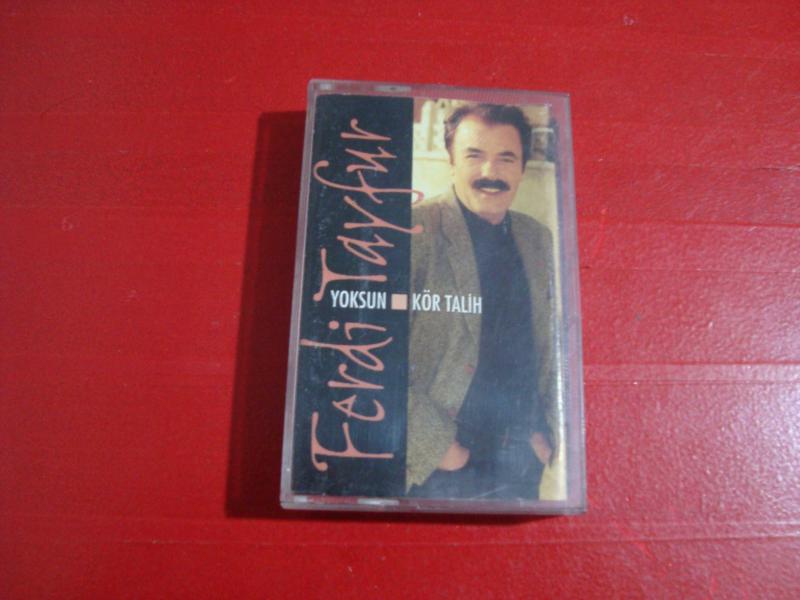 Ferdi Tayfur
YOKSUN KÖR TALİH